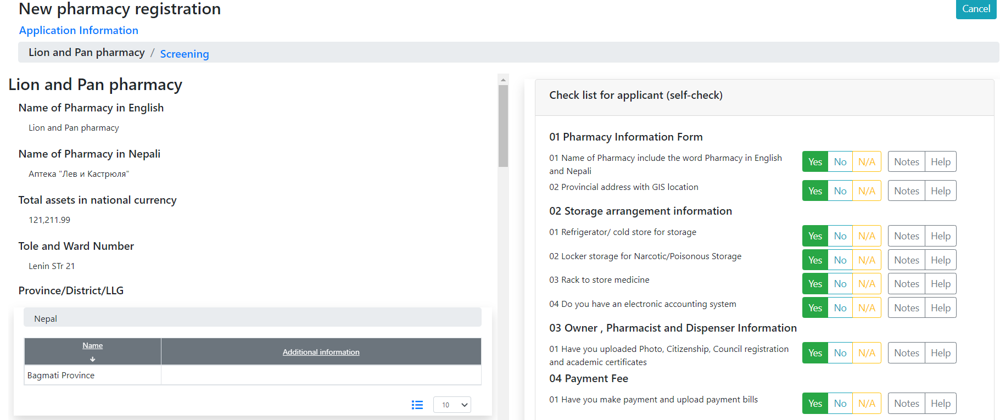 New pharmacy registration
Cancel
Application Information
Lion and Pan pharmacy / Screening
Lion and Pan pharmacy
Name of Pharmacy in English
Lion and Pan pharmacy
Name of Pharmacy in Nepali
Аптека "Лев и Кастрюля"
Total assets in national currency
121,211.99
Tole and Ward Number
Lenin STr 21
Province/District/LLG
Nepal
Name
Additional information
Bagmati Province
10
Check list for applicant (self-check)
01 Pharmacy Information Form
01 Name of Pharmacy include the word Pharmacy in English
and Nepali
Yes No N/A Notes Help
02 Provincial address with GIS location
Yes No N/A Notes Help
02 Storage arrangement information
01 Refrigerator/ cold store for storage
Yes No N/A Notes Help
02 Locker storage for Narcotic/Poisonous Storage
Yes No N/A Notes Help
03 Rack to store medicine
Yes No N/A Notes Help
04 Do you have an electronic accounting system
Yes No N/A Notes Help
03 Owner , Pharmacist and Dispenser Information
01 Have you uploaded Photo, Citizenship, Council registration
and academic certificates
Yes No N/A Notes Help
04 Payment Fee
01 Have you make payment and upload payment bills
Yes No N/A Notes Help